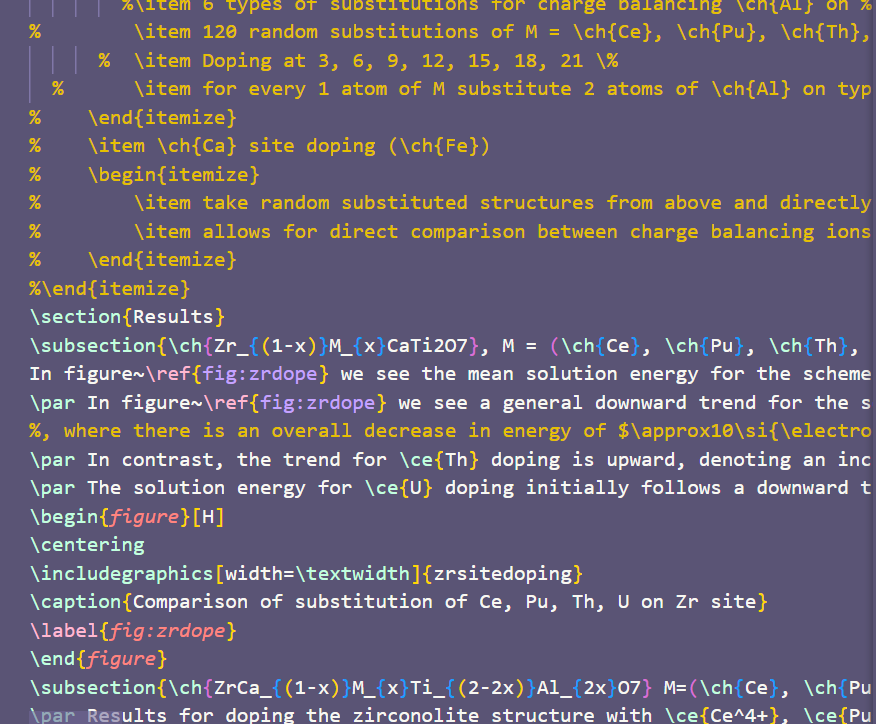 %\item 6 types of substitutions for charge balancing \ch{Al} on %
% \item 120 random substitutions of M = \ch{Ce}, \ch{Pu}, \ch{Th},
% \item Doping at 3, 6, 9, 12, 15, 18, 21 \%
% \item for every 1 atom of M substitute 2 atoms of \ch{Al} on typ
% \end{itemize}
% \item \ch{Ca} site doping (\ch{Fe})
% \begin{itemize}
% \item take random substituted structures from above and directly
% \item allows for direct comparison between charge balancing ions
% \end{itemize}
%\end{itemize}
\section{Results}
\subsection{\ch{Zr_{(1-x)}M_{x}CaTi2O7}, M = (\ch{Ce}, \ch{Pu}, \ch{Th},
In figure~\ref{fig:zrdope} we see the mean solution energy for the scheme
\par In figure~\ref{fig:zrdope} we see a general downward trend for the s
%, where there is an overall decrease in energy of $\approx10\si{\electro
\par In contrast, the trend for \ce{Th} doping is upward, denoting an inc
\par The solution energy for \ce{U} doping initially follows a downward t
\begin{figure}[H]
\centering
\includegraphics[width=\textwidth]{zrsitedoping}
\caption{Comparison of substitution of Ce, Pu, Th, U on Zr site}
\label{fig:zrdope}
\end{figure}
\subsection{\ch{ZrCa_{(1-x)}M_{x}Ti_{(2-2x)}Al_{2x}O7} M=(\ch{Ce}, \ch{Pu
\par Results for doping the zirconolite structure with \ce{Ce^4+}, \ce{Pu